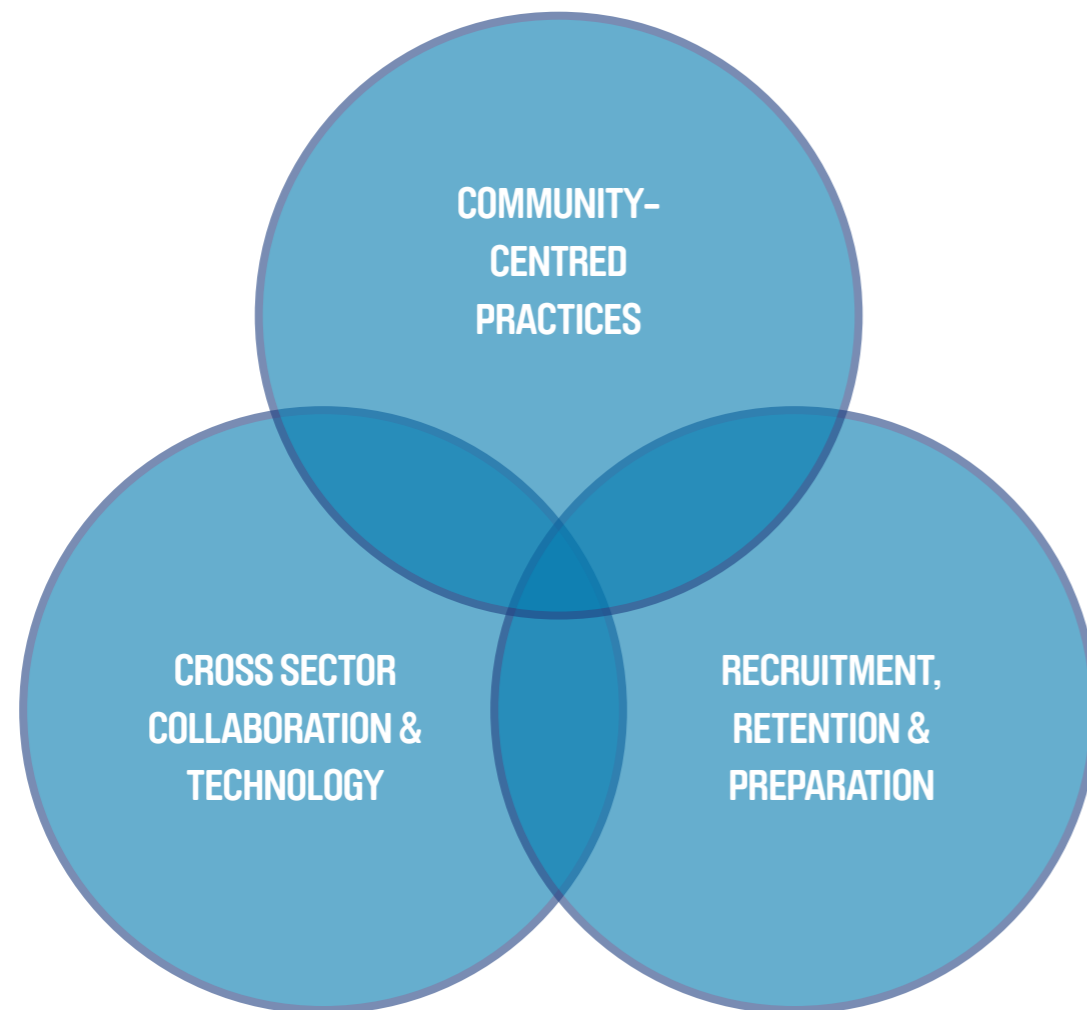 COMMUNITY-
CENTRED
PRACTICES
CROSS SECTOR
COLLABORATION &
TECHNOLOGY
RECRUITMENT,
RETENTION &
PREPARATION